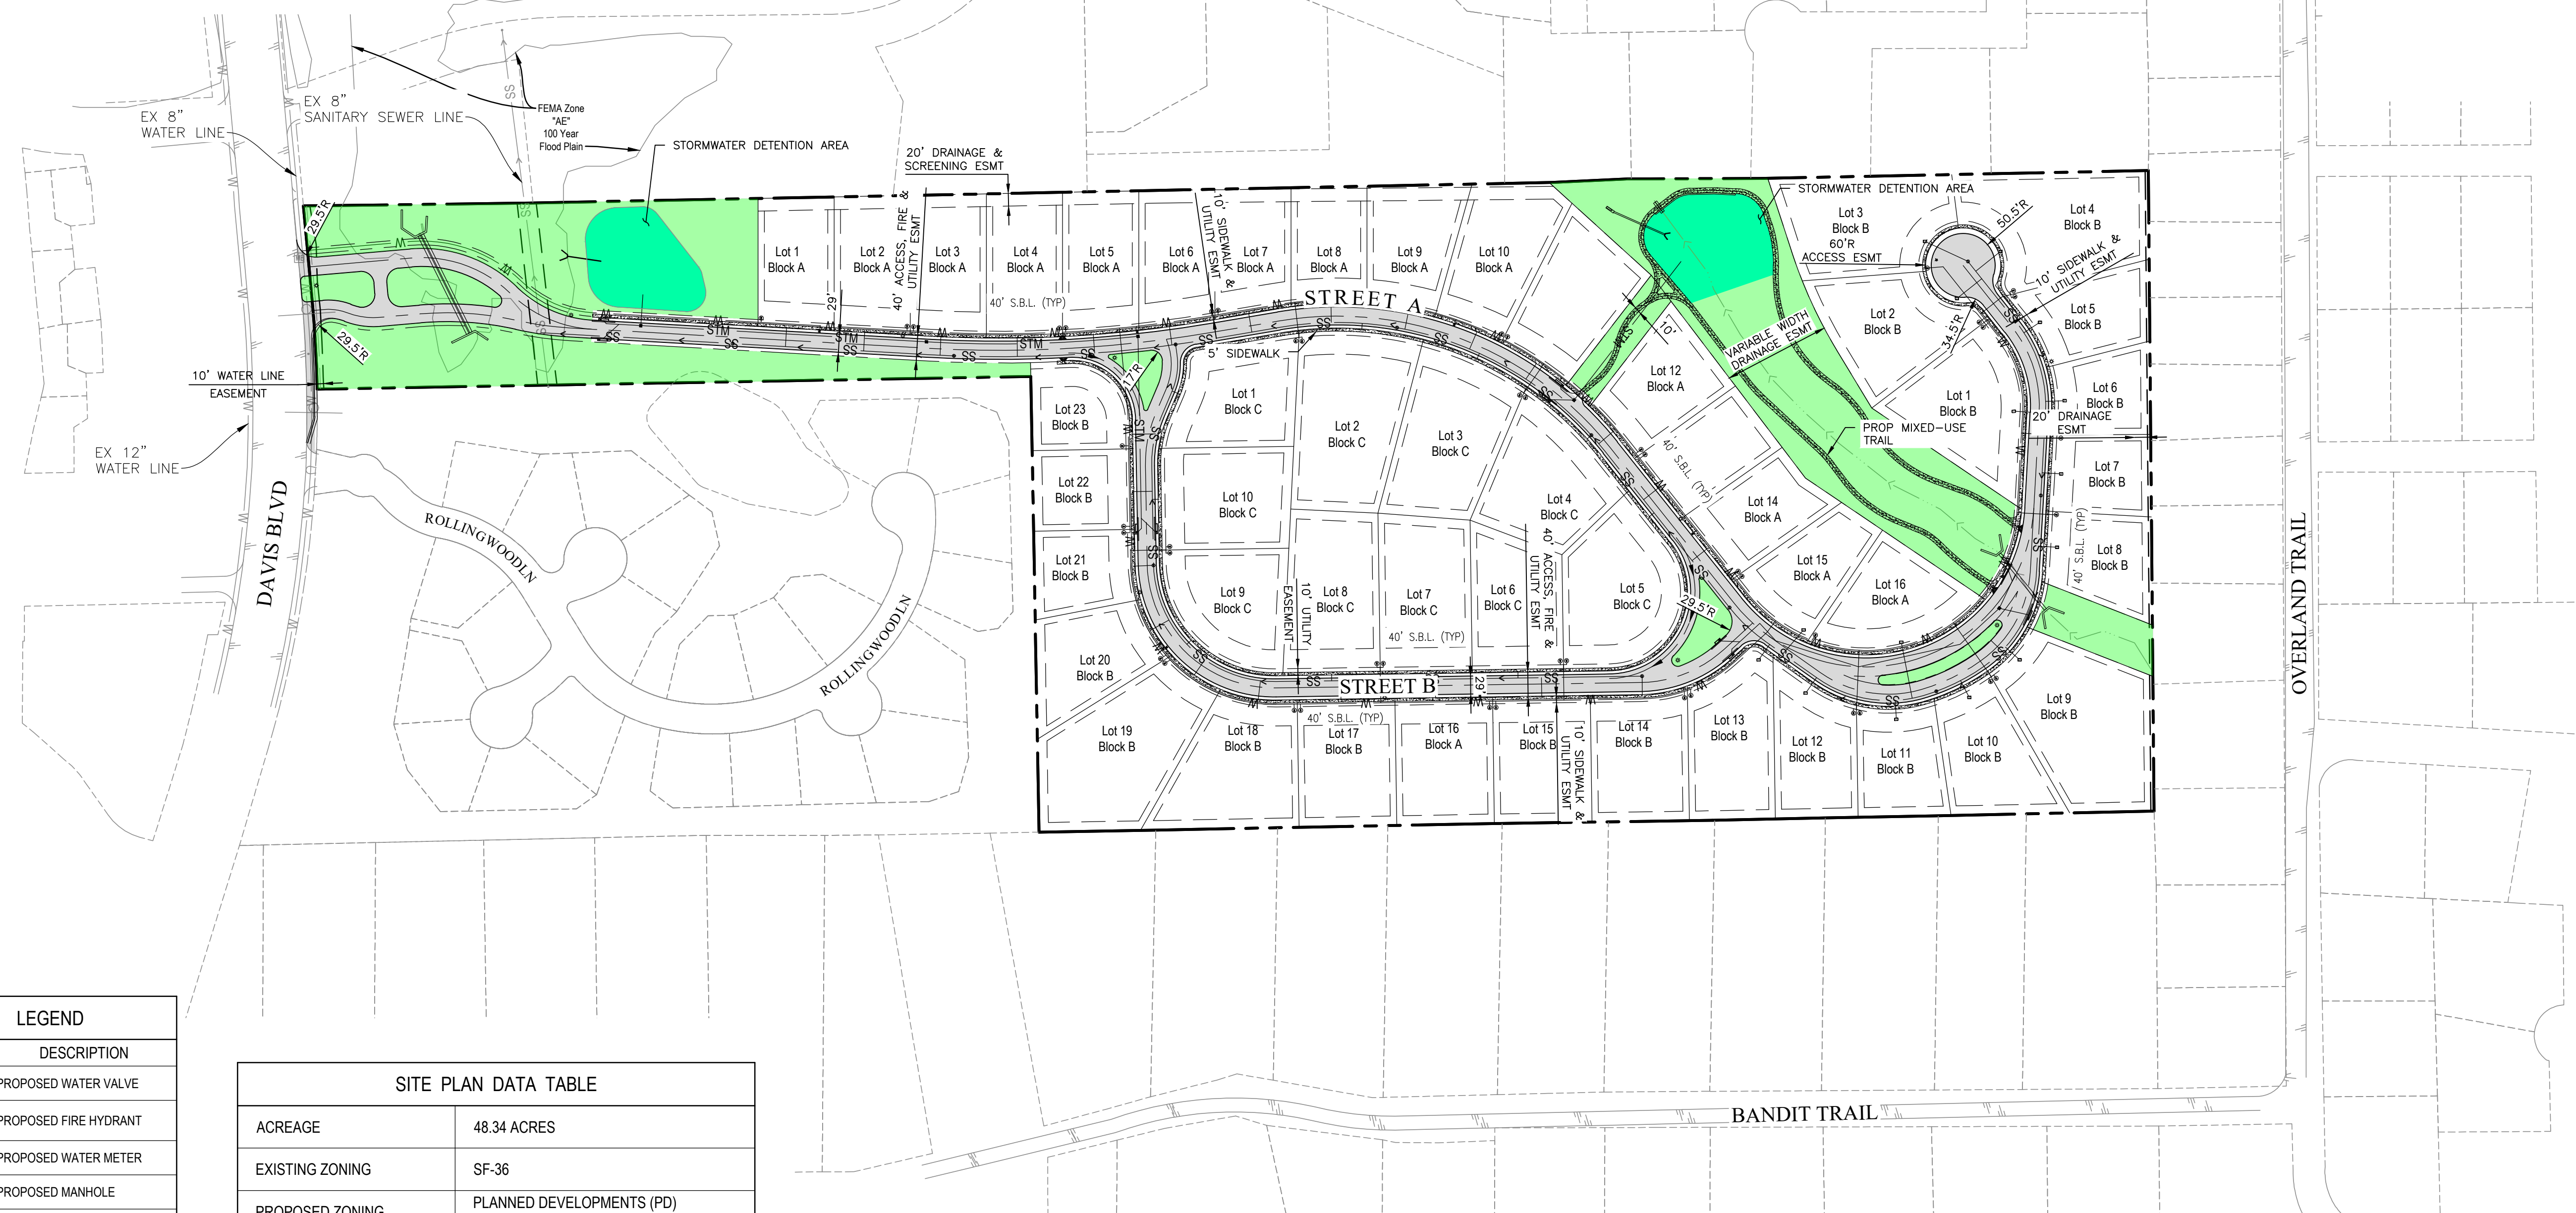 EX 8"
WATER LINE
EX 8"
SANITARY SEWER LINE
FEMA Zone
"AE"
100 Year
Flood Plain
STORMWATER DETENTION AREA
20' DRAINAGE &
SCREENING ESMT
40' ACCESS, FIRE &
UTILITY ESMT
10' SIDEWALK &
UTILITY ESMT
STORMWATER DETENTION AREA
29.5'R
29.5'R
10' WATER LINE
EASEMENT
EX 12"
WATER LINE
DAVIS BLVD
ROLLINGWOODLN
ROLLINGWOODLN
Lot 1
Block A
Lot 2
Block A
Lot 3
Block A
Lot 4
Block A
Lot 5
Block A
Lot 6
Block A
Lot 7
Block A
Lot 8
Block A
Lot 9
Block A
Lot 10
Block A
40' S.B.L. (TYP)
29'
STREET A
5' SIDEWALK
17'R
10'
Lot 12
Block A
VARIABLE WIDTH
DRAINAGE ESMT
40' S.B.L. (TYP)
Lot 14
Block A
Lot 15
Block A
Lot 16
Block A
PROP MIXED-USE
TRAIL
Lot 3
Block B
60'R
ACCESS ESMT
50.5'R
Lot 4
Block B
10' SIDEWALK &
UTILITY ESMT
Lot 2
Block B
34.5'R
Lot 5
Block B
Lot 1
Block B
Lot 6
Block B
20' DRAINAGE
ESMT
Lot 7
Block B
40' S.B.L. (TYP)
Lot 8
Block B
Lot 9
Block B
Lot 10
Block B
Lot 11
Block B
Lot 12
Block B
Lot 13
Block B
Lot 14
Block B
Lot 15
Block B
10' SIDEWALK &
UTILITY ESMT
Lot 16
Block A
Lot 17
Block B
Lot 18
Block B
Lot 19
Block B
Lot 20
Block B
Lot 21
Block B
Lot 22
Block B
Lot 23
Block B
Lot 1
Block C
Lot 2
Block C
Lot 3
Block C
Lot 4
Block C
Lot 5
Block C
Lot 6
Block C
Lot 7
Block C
Lot 8
Block C
Lot 9
Block C
Lot 10
Block C
10' UTILITY
EASEMENT
40' ACCESS, FIRE &
UTILITY ESMT
40' S.B.L. (TYP)
29.5'R
STREET B
29'
40' S.B.L. (TYP)
OVERLAND TRAIL
BANDIT TRAIL
LEGEND
DESCRIPTION
PROPOSED WATER VALVE
PROPOSED FIRE HYDRANT
PROPOSED WATER METER
PROPOSED MANHOLE
SITE PLAN DATA TABLE
ACREAGE 48.34 ACRES
EXISTING ZONING SF-36
PROPOSED ZONING PLANNED DEVELOPMENTS (PD)